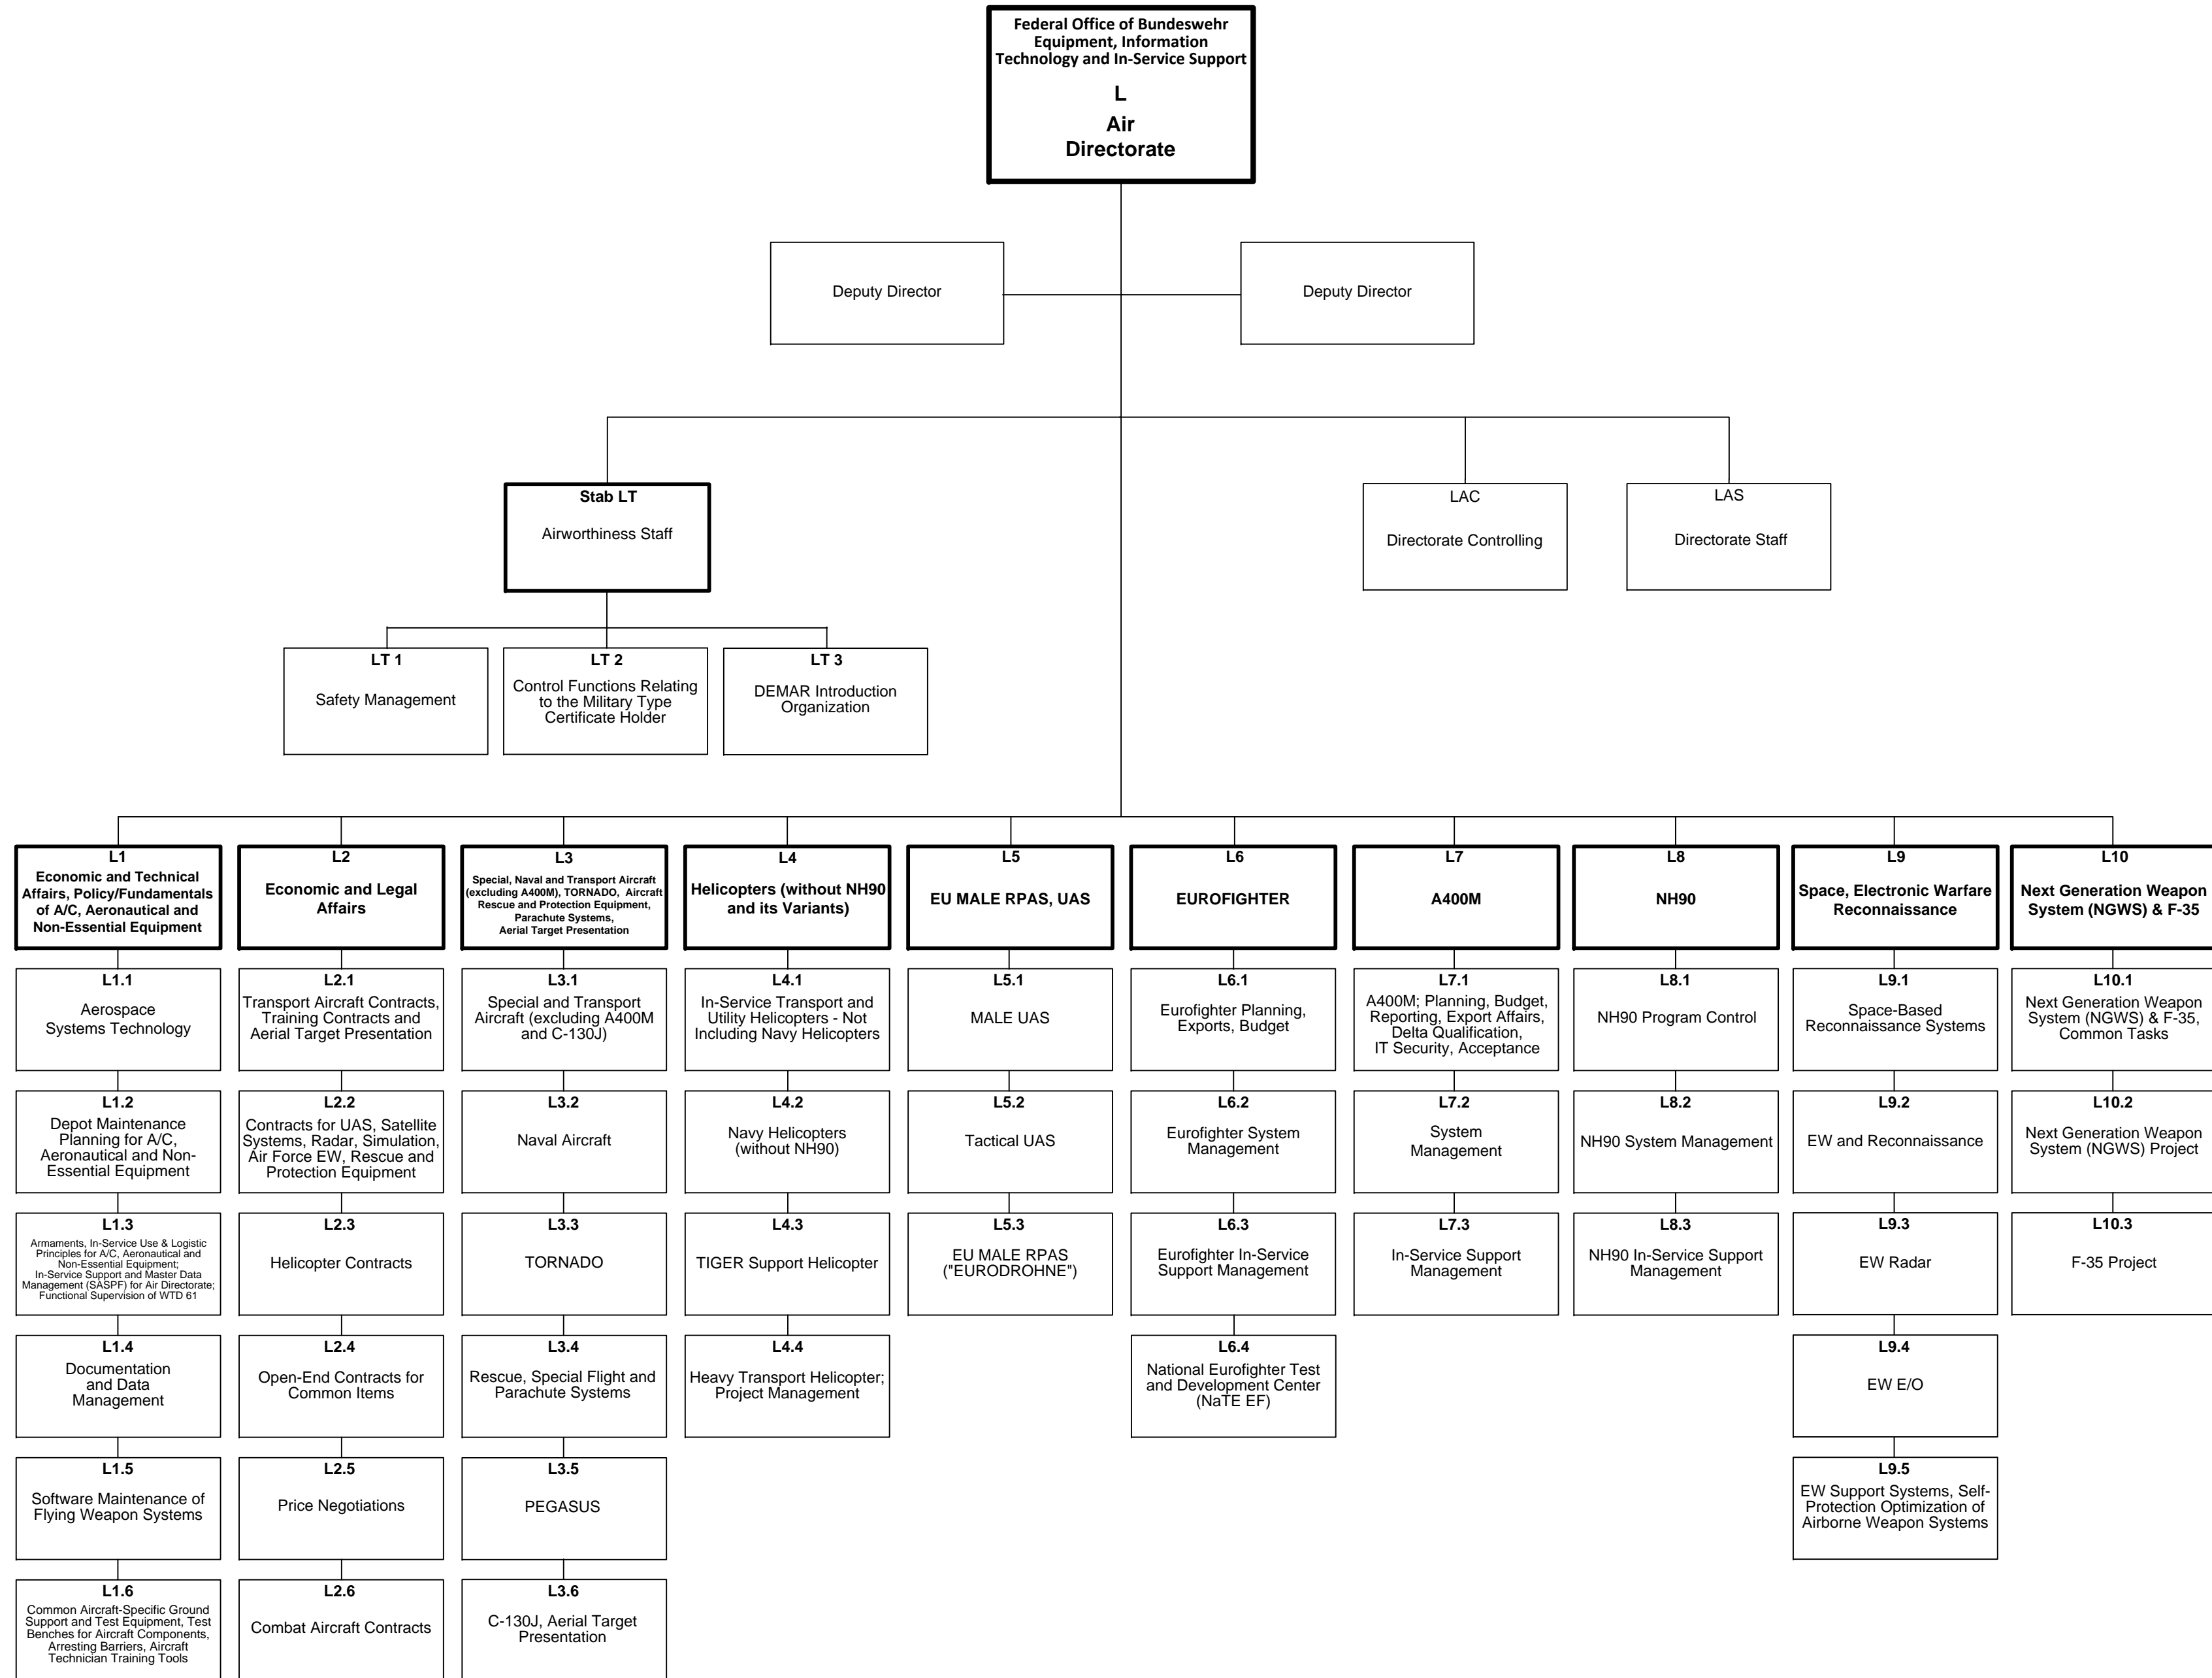 Federal Office of Bundeswehr
Equipment, Information
Technology and In-Service Support
L
Air
Directorate
Deputy Director
Deputy Director
Stab LT
Airworthiness Staff
LAC
Directorate Controlling
LAS
Directorate Staff
LT 1
Safety Management
LT 2
Control Functions Relating
to the Military Type
Certificate Holder
LT 3
DEMAR Introduction
Organization
L1
Economic and Technical
Affairs, Policy/Fundamentals
of A/C, Aeronautical and
Non-Essential Equipment
L2
Economic and Legal
Affairs
L3
Special, Naval and Transport Aircraft
(excluding A400M), TORNADO, Aircraft
Rescue and Protection Equipment,
Parachute Systems,
Aerial Target Presentation
L4
Helicopters (without NH90
and its Variants)
L5
EU MALE RPAS, UAS
L6
EUROFIGHTER
L7
A400M
L8
NH90
L9
Space, Electronic Warfare
Reconnaissance
L10
Next Generation Weapon
System (NGWS) & F-35
L1.1
Aerospace
Systems Technology
L2.1
Transport Aircraft Contracts,
Training Contracts and
Aerial Target Presentation
L3.1
Special and Transport
Aircraft (excluding A400M
and C-130J)
L4.1
In-Service Transport and
Utility Helicopters - Not
Including Navy Helicopters
L5.1
MALE UAS
L6.1
Eurofighter Planning,
Exports, Budget
L7.1
A400M; Planning, Budget,
Reporting, Export Affairs,
Delta Qualification,
IT Security, Acceptance
L8.1
NH90 Program Control
L9.1
Space-Based
Reconnaissance Systems
L10.1
Next Generation Weapon
System (NGWS) & F-35,
Common Tasks
L1.2
Depot Maintenance
Planning for A/C,
Aeronautical and Non-
Essential Equipment
L2.2
Contracts for UAS, Satellite
Systems, Radar, Simulation,
Air Force EW, Rescue and
Protection Equipment
L3.2
Naval Aircraft
L4.2
Navy Helicopters
(without NH90)
L5.2
Tactical UAS
L6.2
Eurofighter System
Management
L7.2
System
Management
L8.2
NH90 System Management
L9.2
EW and Reconnaissance
L10.2
Next Generation Weapon
System (NGWS) Project
L1.3
Armaments, In-Service Use & Logistic
Principles for A/C, Aeronautical and
Non-Essential Equipment;
In-Service Support and Master Data
Management (SASPF) for Air Directorate;
Functional Supervision of WTD 61
L2.3
Helicopter Contracts
L3.3
TORNADO
L4.3
TIGER Support Helicopter
L5.3
EU MALE RPAS
("EURODROHNE")
L6.3
Eurofighter In-Service
Support Management
L7.3
In-Service Support
Management
L8.3
NH90 In-Service Support
Management
L9.3
EW Radar
L10.3
F-35 Project
L1.4
Documentation
and Data
Management
L2.4
Open-End Contracts for
Common Items
L3.4
Rescue, Special Flight and
Parachute Systems
L4.4
Heavy Transport Helicopter;
Project Management
L6.4
National Eurofighter Test
and Development Center
(NaTE EF)
L9.4
EW E/O
L1.5
Software Maintenance of
Flying Weapon Systems
L2.5
Price Negotiations
L3.5
PEGASUS
L9.5
EW Support Systems, Self-
Protection Optimization of
Airborne Weapon Systems
L1.6
Common Aircraft-Specific Ground
Support and Test Equipment, Test
Benches for Aircraft Components,
Arresting Barriers, Aircraft
Technician Training Tools
L2.6
Combat Aircraft Contracts
L3.6
C-130J, Aerial Target
Presentation